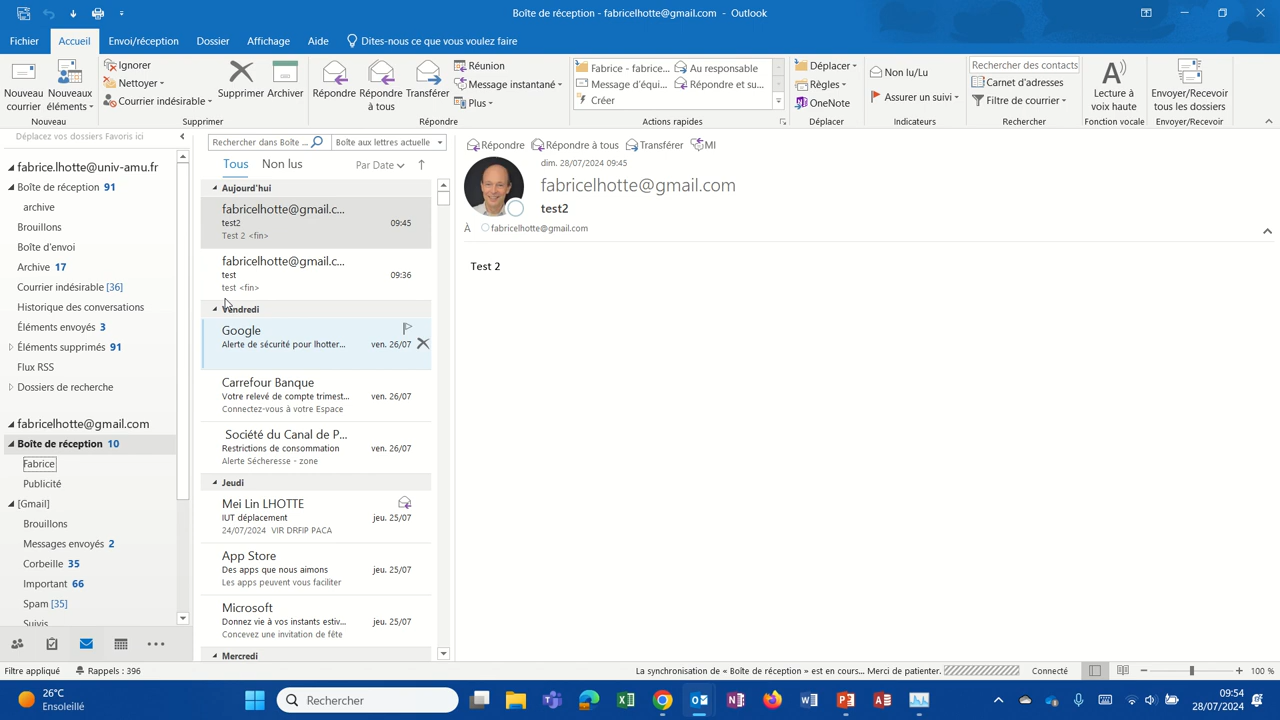 Boîte de réception - fabricelhotte@gmail.com - Outlook
Fichier Accueil Envoi/réception Dossier Affichage Aide Dites-nous ce que vous voulez faire
Nouveau courrier
Nouveaux éléments
Nouveau
Ignorer
Nettoyer
Courrier indésirable
Supprimer Archiver
Supprimer
Répondre
Répondre à tous
Transférer
Réunion
Message instantané
Plus
Répondre
Fabrice - fabrice... Au responsable
Message d'équi... Répondre et su...
Créer
Actions rapides
Déplacer
Règles
OneNote
Déplacer
Non lu/Lu
Assurer un suivi
Indicateurs
Rechercher des contacts
Carnet d'adresses
Filtrer de courrier
Rechercher
Lecture à voix haute
Fonction vocale
Envoyer/Recevoir tous les dossiers
Envoyer/Recevoir
Déplacez vos dossiers Favoris ici
fabrice.lhotte@univ-amu.fr
Boîte de réception 91
archive
Brouillons
Boîte d'envoi
Archive 17
Courrier indésirable [36]
Historique des conversations
Éléments envoyés 3
Éléments supprimés 91
Flux RSS
Dossiers de recherche
fabricelhotte@gmail.com
Boîte de réception 10
Fabrice
Publicité
[Gmail]
Brouillons
Messages envoyés 2
Corbeille 35
Important 66
Spam [35]
Suivis
Rechercher dans Boîte ... Boîte aux lettres actuelle
Tous Non lus Par Date
Aujourd'hui
fabricelhotte@gmail.c...
test2 09:45
Test 2 <fin>
fabricelhotte@gmail.c...
test 09:36
test <fin>
Vendredi
Google
Alerte de sécurité pour lhotter... ven. 26/07
Carrefour Banque
Votre relevé de compte trimest... ven. 26/07
Connectez-vous à votre Espace
Société du Canal de P...
Restrictions de consommation ven. 26/07
Alerte Sécheresse - zone
Jeudi
Mei Lin LHOTTE
IUT déplacement jeu. 25/07
24/07/2024 VIR DRFIP PACA
App Store
Des apps que nous aimons jeu. 25/07
Les apps peuvent vous faciliter
Microsoft
Donnez vie à vos instants estiv... jeu. 25/07
Concevez une invitation de fête
Mercredi
Répondre Répondre à tous Transférer MI
dim. 28/07/2024 09:45
fabricelhotte@gmail.com
test2
À fabricelhotte@gmail.com
Test 2
Filtre appliqué Rappels : 396 La synchronisation de « Boîte de réception » est en cours... Merci de patienter. Connecté 100 %
26°C
Ensoleillé
Rechercher
09:54
28/07/2024